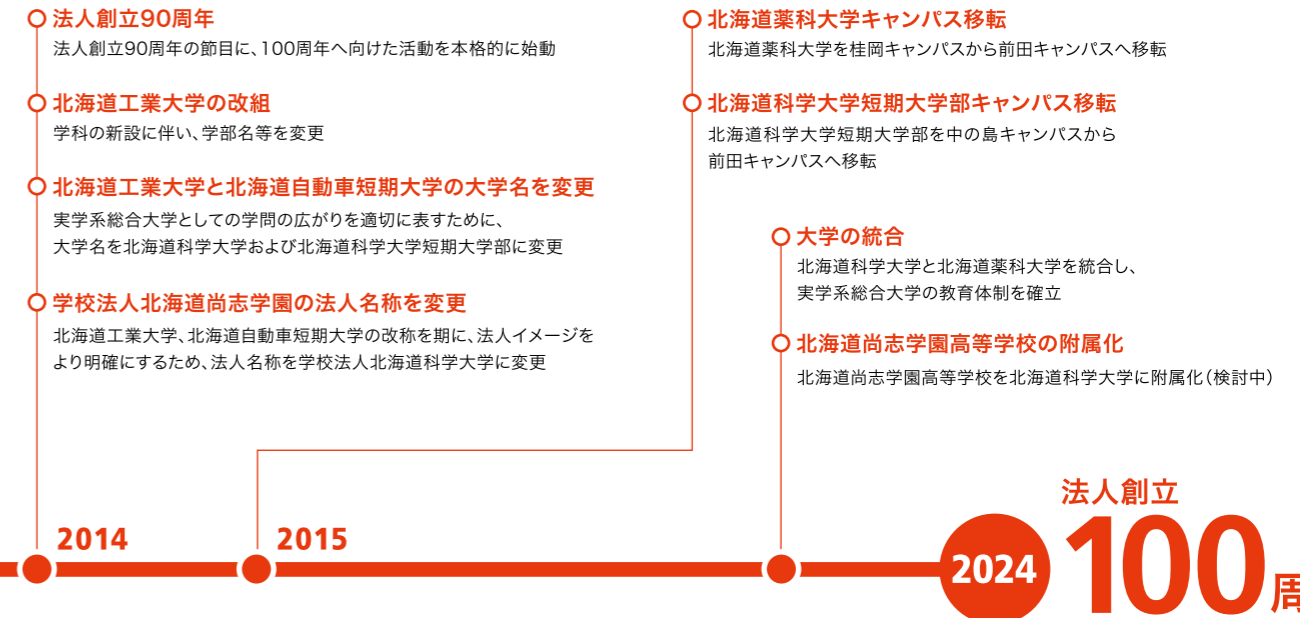 法人創立90周年
法人創立90周年の節目に、100周年へ向けた活動を本格的に始動
北海道工業大学の改組
学科の新設に伴い、学部名等を変更
北海道工業大学と北海道自動車短期大学の大学名を変更
実学系総合大学としての学問の広がりを適切に表すために、
大学名を北海道科学大学および北海道科学大学短期大学部に変更
学校法人北海道尚志学園の法人名称を変更
北海道工業大学、北海道自動車短期大学の改称を期に、法人イメージを
より明確にするため、法人名称を学校法人北海道科学大学に変更
2014
北海道薬科大学キャンパス移転
北海道薬科大学を桂岡キャンパスから前田キャンパスへ移転
北海道科学大学短期大学部キャンパス移転
北海道科学大学短期大学部を中の島キャンパスから
前田キャンパスへ移転
2015
大学の統合
北海道科学大学と北海道薬科大学を統合し、
実学系総合大学の教育体制を確立
北海道尚志学園高等学校の附属化
北海道尚志学園高等学校を北海道科学大学に附属化(検討中)
2024
法人創立
100周